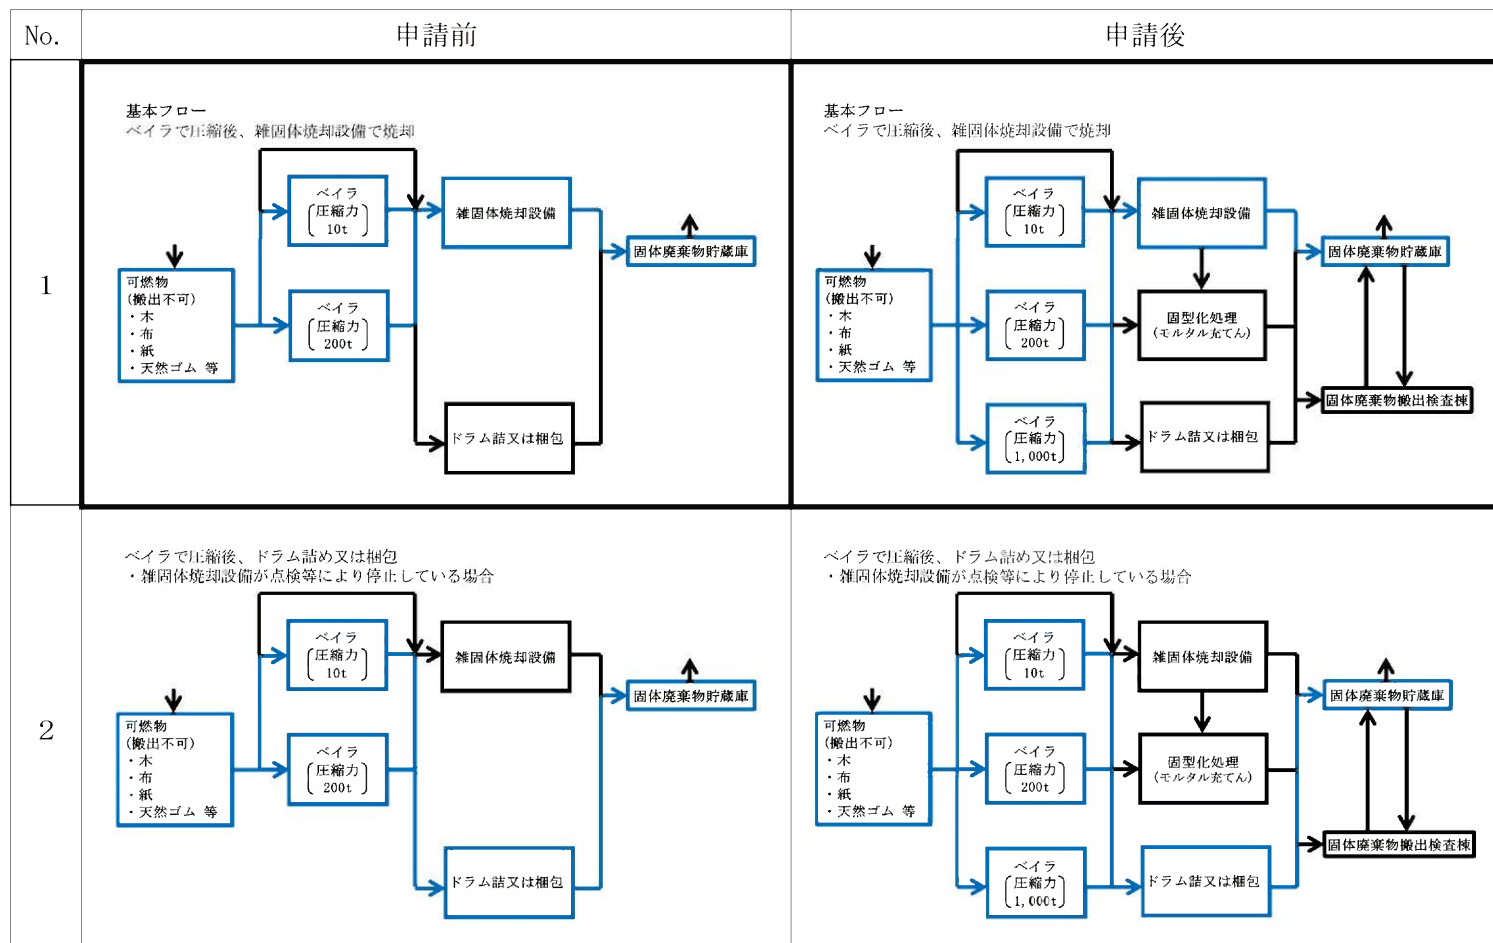 No.
申請前
申請後
1
基本フロー
ベイラで圧縮後、雑固体焼却設備で焼却
ベイラ
圧縮力
10t
雑固体焼却設備
固体廃棄物貯蔵庫
可燃物
(搬出不可)
・木
・布
・紙
・天然ゴム 等
ベイラ
圧縮力
200t
ドラム詰又は梱包
基本フロー
ベイラで圧縮後、雑固体焼却設備で焼却
ベイラ
圧縮力
10t
雑固体焼却設備
固体廃棄物貯蔵庫
可燃物
(搬出不可)
・木
・布
・紙
・天然ゴム 等
ベイラ
圧縮力
200t
固型化処理
(モルタル充てん)
固体廃棄物搬出検査棟
ベイラ
圧縮力
1,000t
ドラム詰又は梱包
2
ベイラで圧縮後、ドラム詰め又は梱包
・雑固体焼却設備が点検等により停止している場合
ベイラ
圧縮力
10t
雑固体焼却設備
固体廃棄物貯蔵庫
可燃物
(搬出不可)
・木
・布
・紙
・天然ゴム 等
ベイラ
圧縮力
200t
ドラム詰又は梱包
ベイラで圧縮後、ドラム詰め又は梱包
・雑固体焼却設備が点検等により停止している場合
ベイラ
圧縮力
10t
雑固体焼却設備
固体廃棄物貯蔵庫
可燃物
(搬出不可)
・木
・布
・紙
・天然ゴム 等
ベイラ
圧縮力
200t
固型化処理
(モルタル充てん)
固体廃棄物搬出検査棟
ベイラ
圧縮力
1,000t
ドラム詰又は梱包